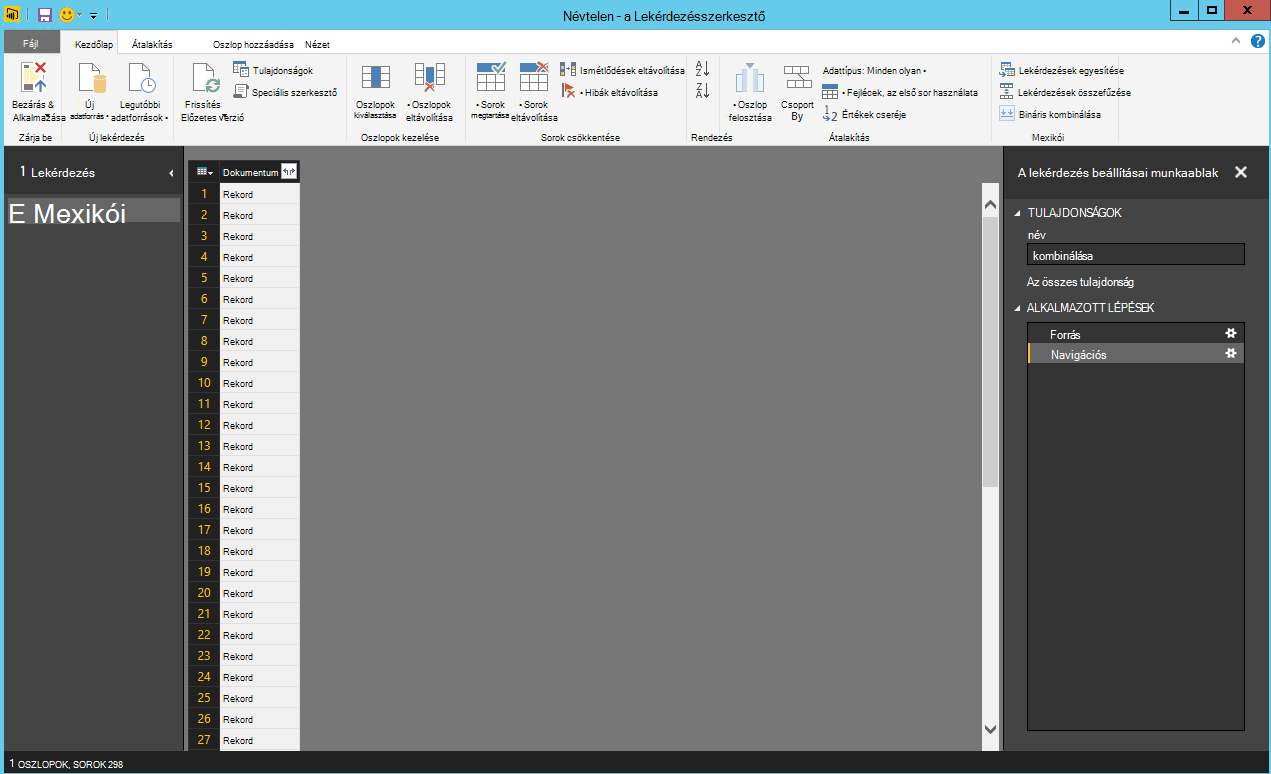 Névtelen - a Lekérdezésszerkesztő
Fájl Kezdőlap Átalakítás Oszlop hozzáadása Nézet
Bezárás &
Alkalmazása
Új
adatforrás •
Legutóbbi
adatforrások •
Frissítés
Előzetes verzió
Tulajdonságok
Speciális szerkesztő
Oszlopok
kiválasztása
• Oszlopok
eltávolítása
• Sorok
megtartása
• Sorok
eltávolítása
Ismétlődések eltávolítása
• Hibák eltávolítása
A
Z
Z
A
• Oszlop
felosztása
Csoport
By
Adattípus: Minden olyan •
• Fejlécek, az első sor használata
1
2
Értékek cseréje
Lekérdezések egyesítése
Lekérdezések összefűzése
Bináris kombinálása
Zárja be Új lekérdezés Oszlopok kezelése Sorok csökkentése Rendezés Átalakítás Mexikói
1 Lekérdezés
E Mexikói
Dokumentum
1 Rekord
2 Rekord
3 Rekord
4 Rekord
5 Rekord
6 Rekord
7 Rekord
8 Rekord
9 Rekord
10 Rekord
11 Rekord
12 Rekord
13 Rekord
14 Rekord
15 Rekord
16 Rekord
17 Rekord
18 Rekord
19 Rekord
20 Rekord
21 Rekord
22 Rekord
23 Rekord
24 Rekord
25 Rekord
26 Rekord
27 Rekord
A lekérdezés beállításai munkaablak
TULAJDONSÁGOK
név
kombinálása
Az összes tulajdonság
ALKALMAZOTT LÉPÉSEK
Forrás
Navigációs
1 OSZLOPOK, SOROK 298